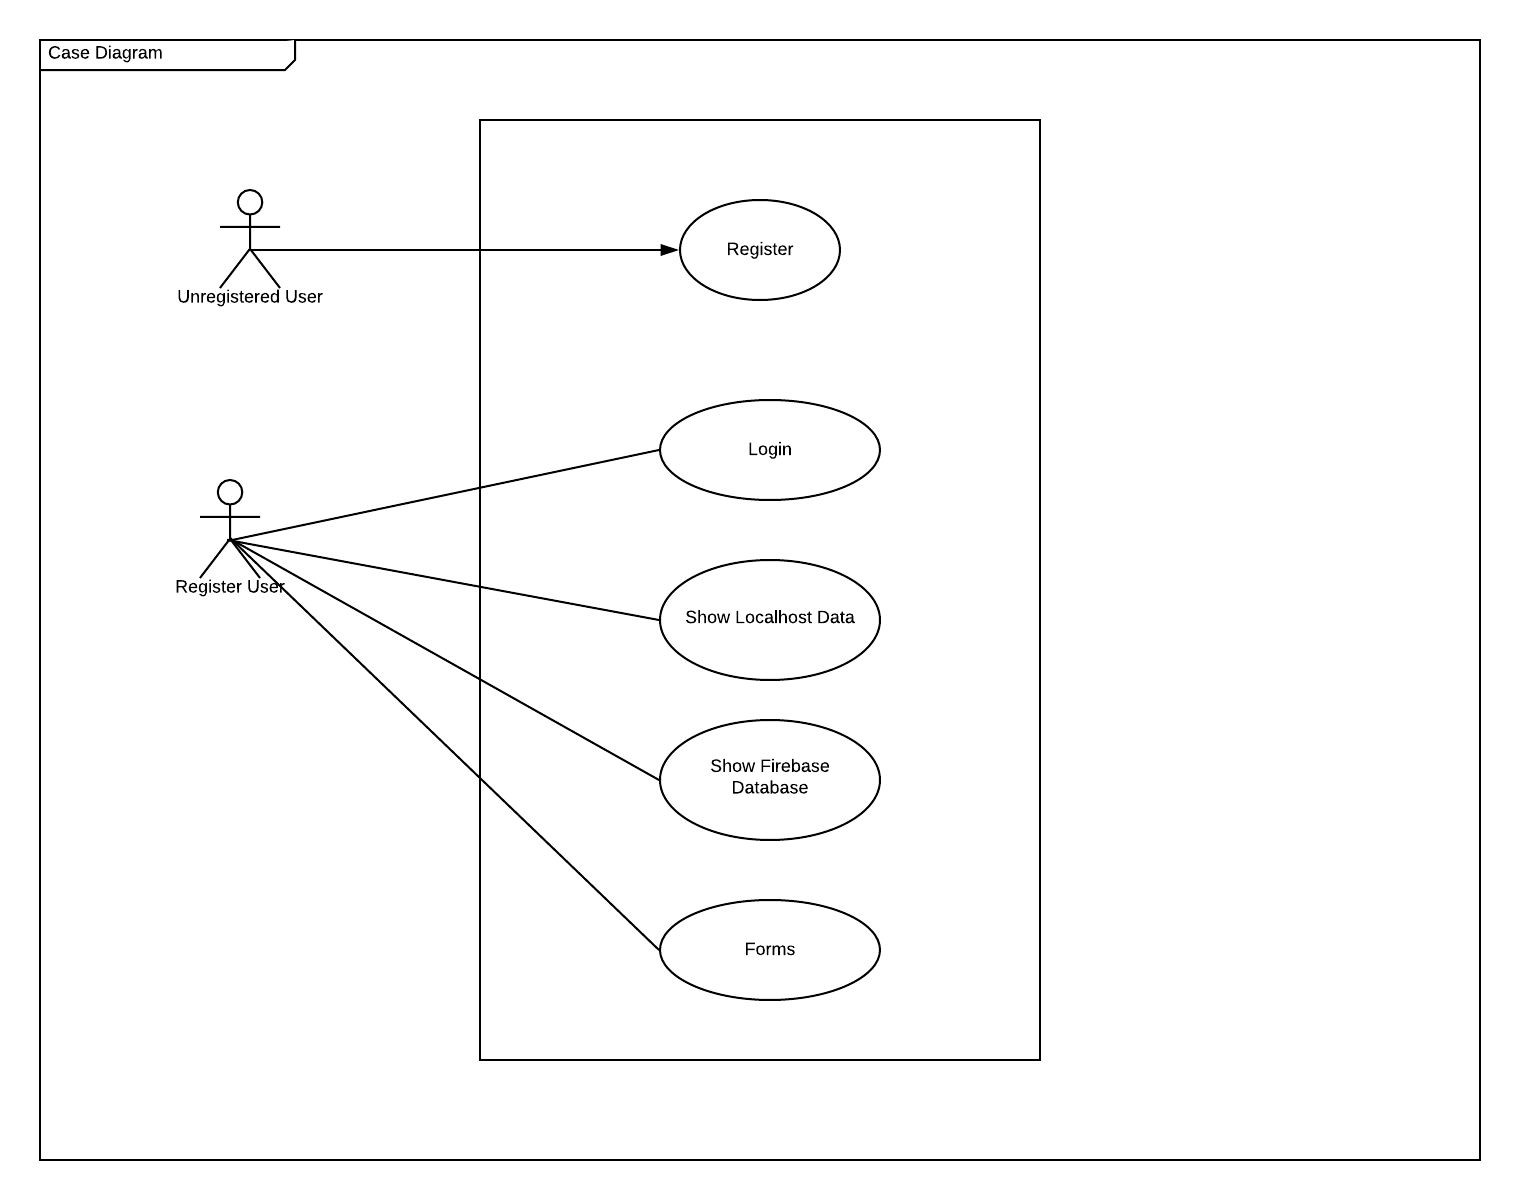 Case Diagram
Register
Unregistered User
Login
Register User
Show Localhost Data
Show Firebase
Database
Forms